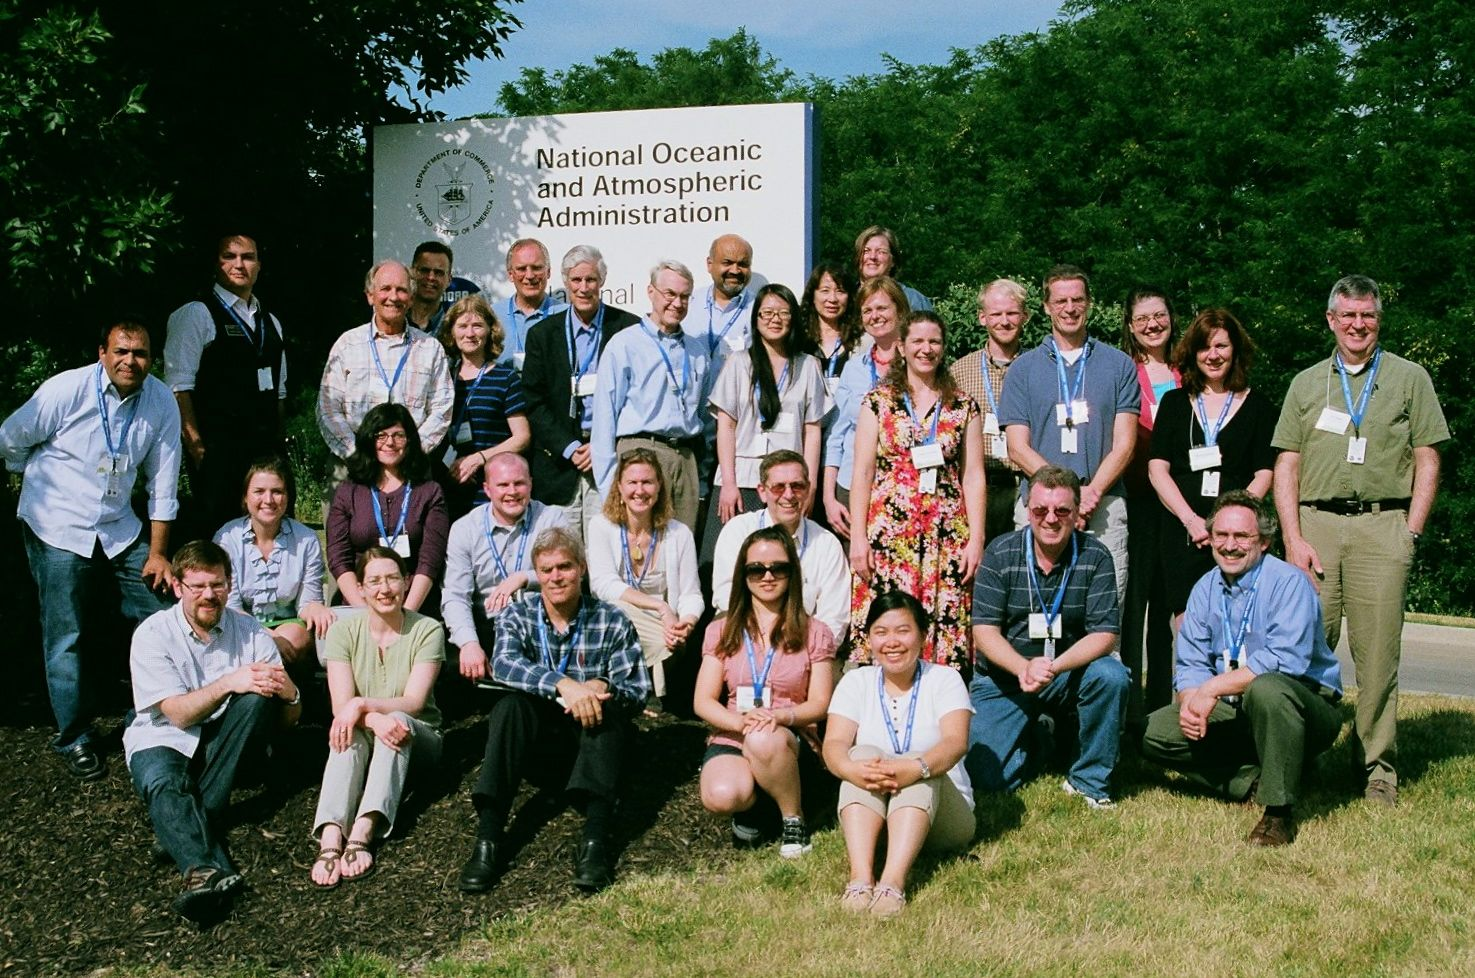 DEPARTMENT OF COMMERCE
UNITED STATES OF AMERICA
National Oceanic
and Atmospheric
Administration